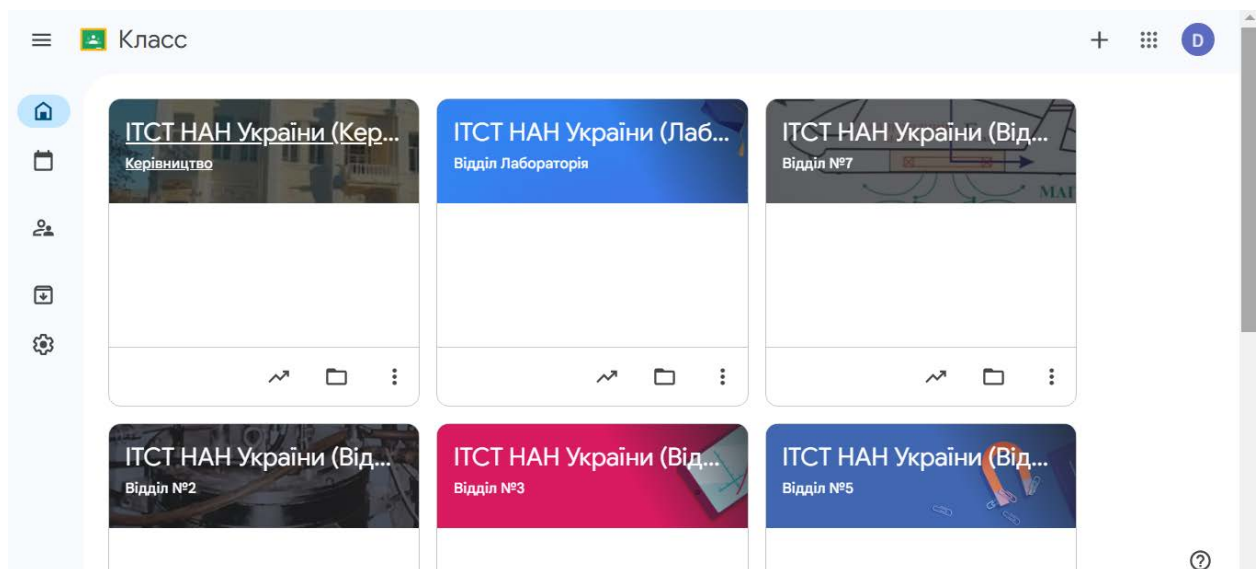 Класс
D
ІТСТ НАН України (Кер...
Керівництво
ІТСТ НАН України (Лаб...
Відділ Лабораторія
ІТСТ НАН України (Від...
Відділ №7
МАГ
ІТСТ НАН України (Від...
Відділ №2
ІТСТ НАН України (Від...
Відділ №3
ІТСТ НАН України (Від...
Відділ №5